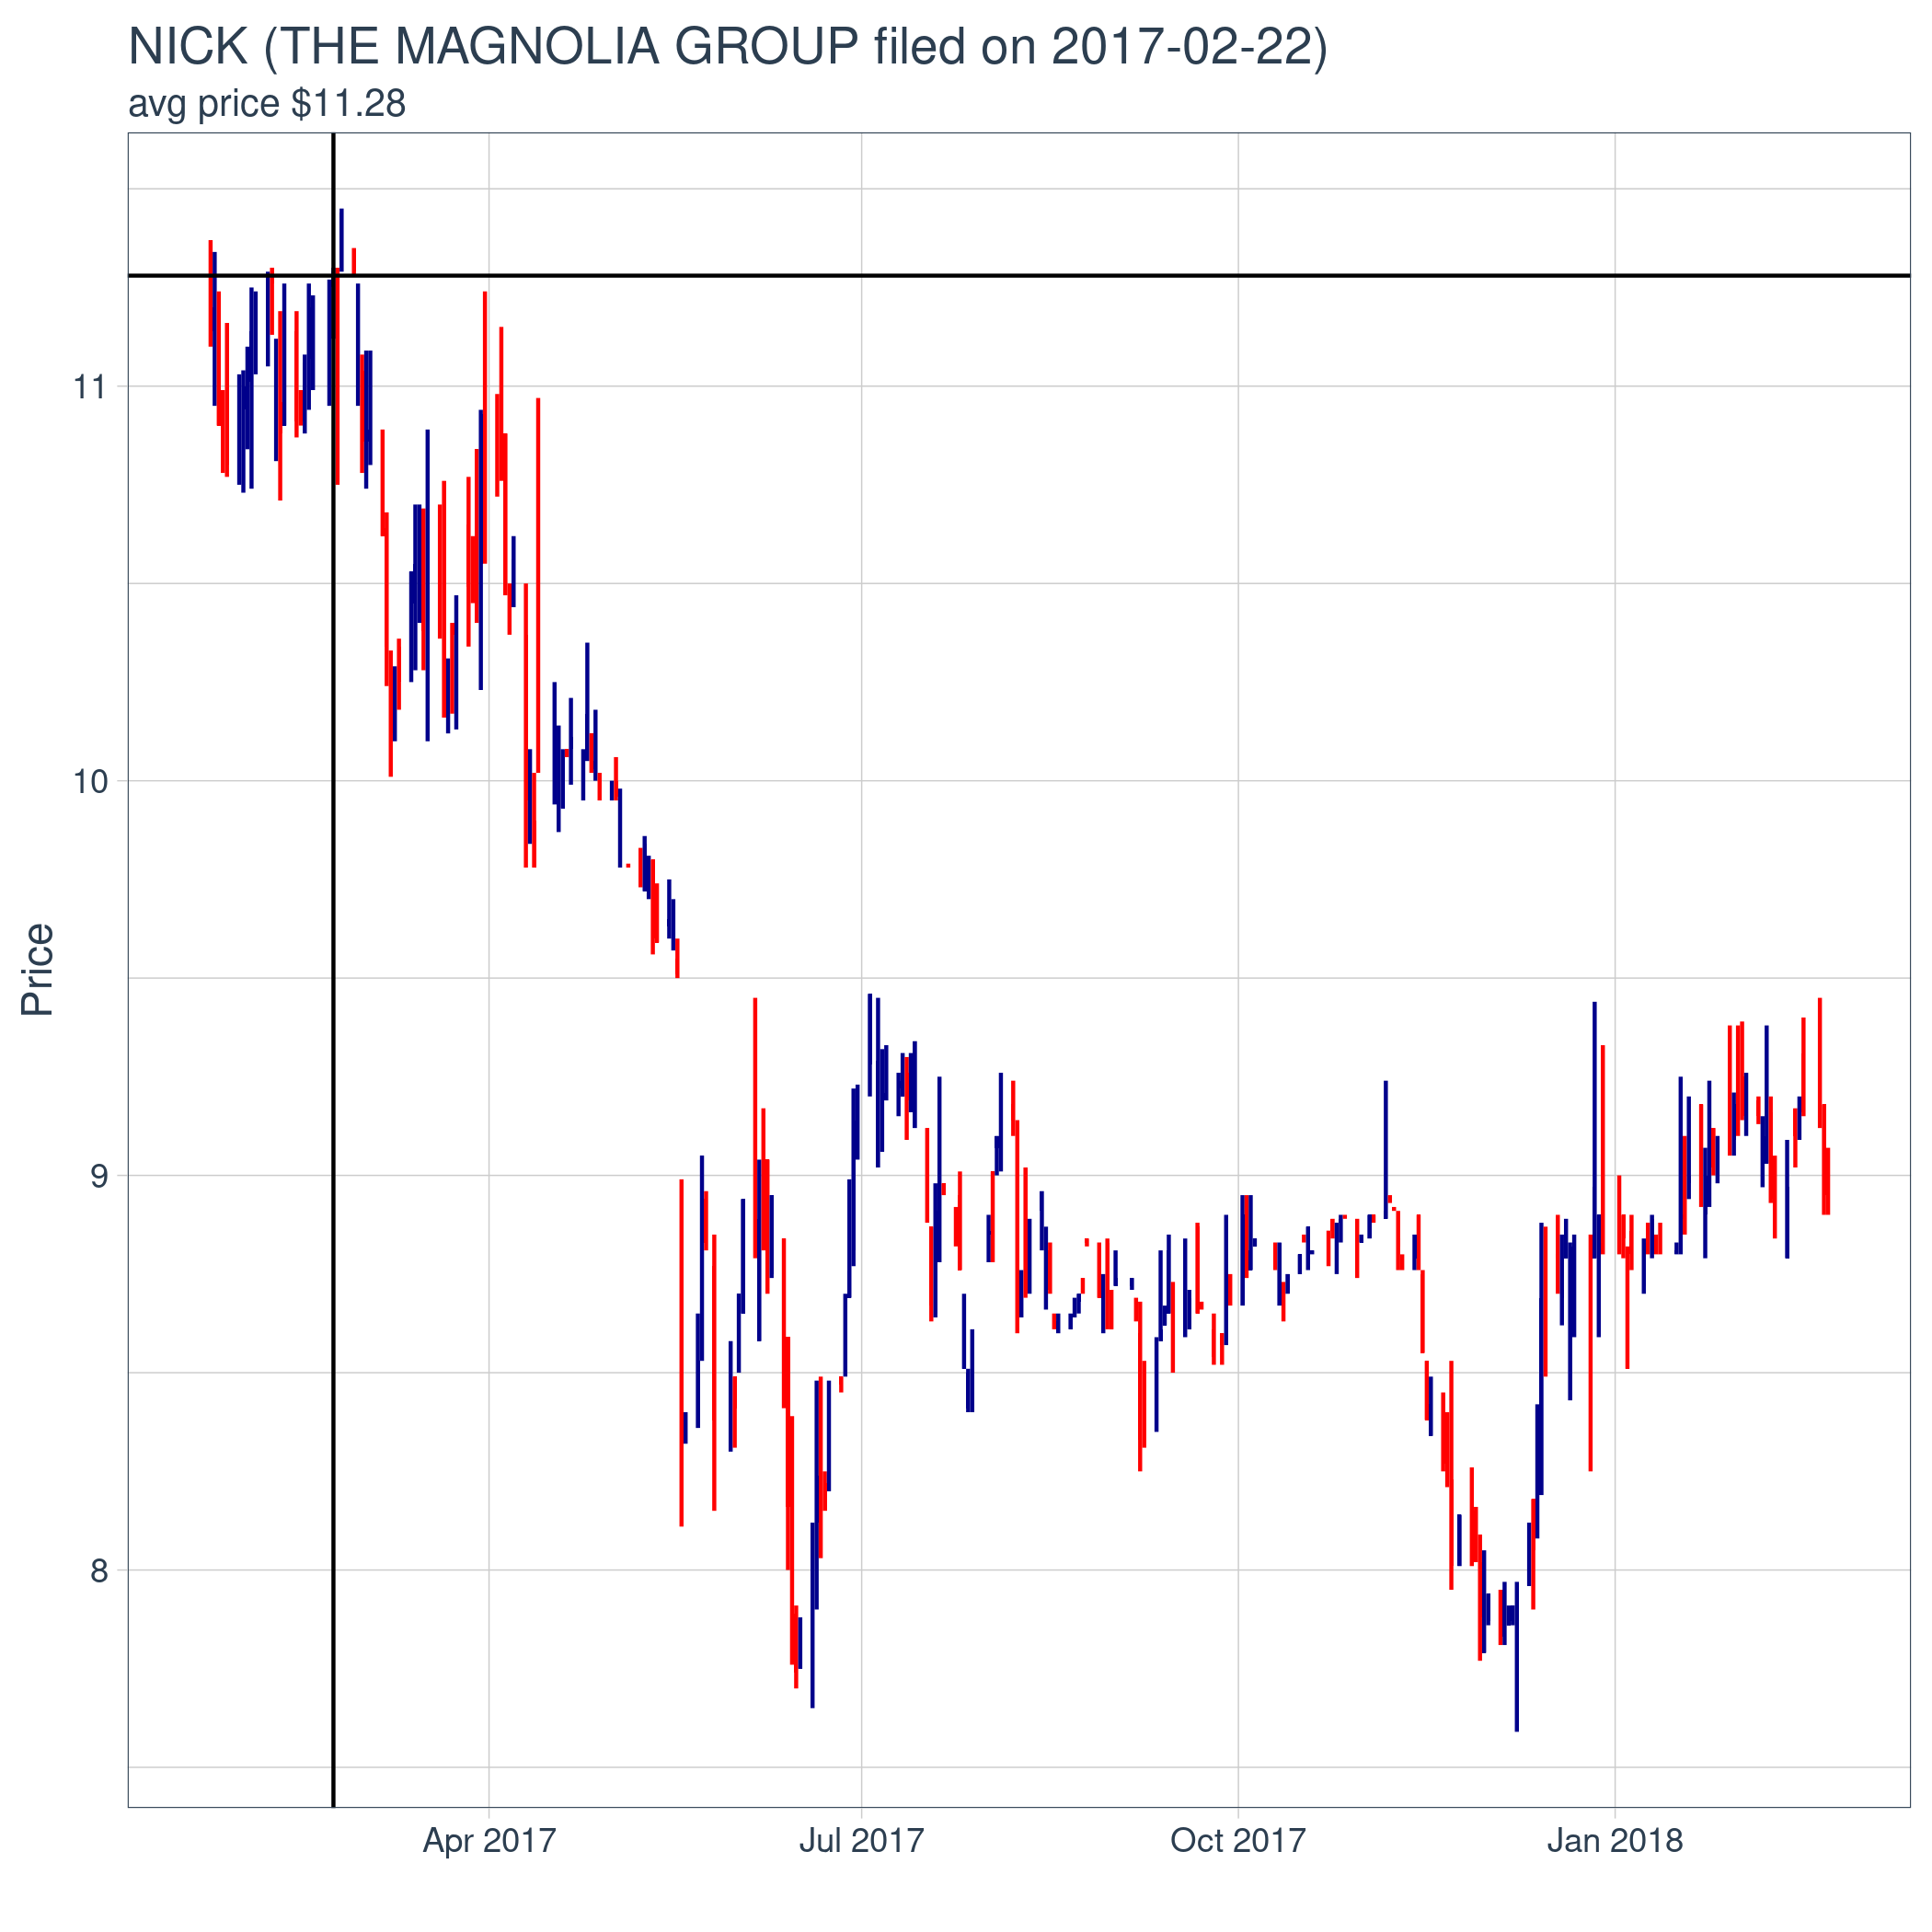 NICK (THE MAGNOLIA GROUP filed on 2017-02-22)
avg price $11.28
Price
11
10
9
8
Apr 2017
Jul 2017
Oct 2017
Jan 2018